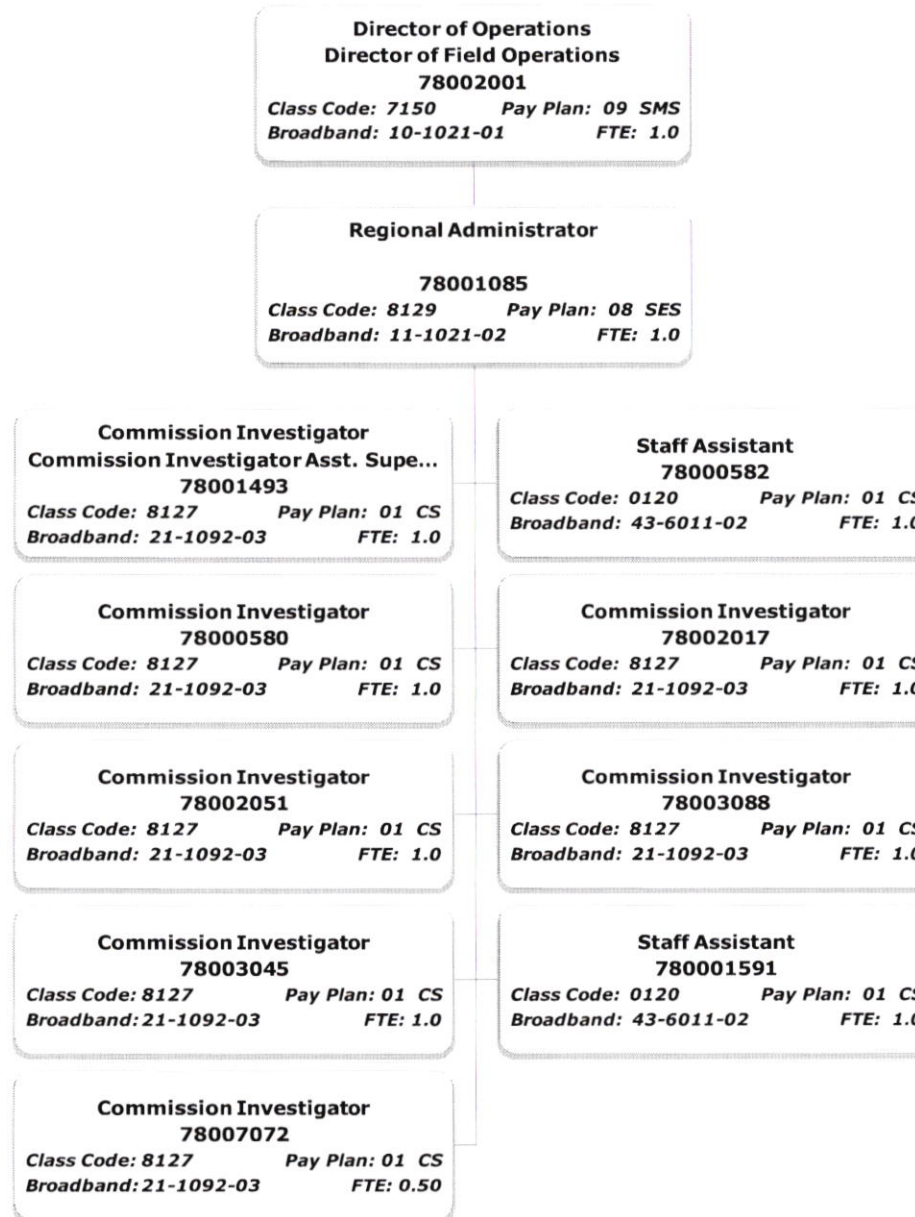 Director of Operations
Director of Field Operations
78002001
Class Code: 7150 Pay Plan: 09 SMS
Broadband: 10-1021-01 FTE: 1.0
Regional Administrator
78001085
Class Code: 8129 Pay Plan: 08 SES
Broadband: 11-1021-02 FTE: 1.0
Commission Investigator
Commission Investigator Asst. Supe...
78001493
Class Code: 8127 Pay Plan: 01 CS
Broadband: 21-1092-03 FTE: 1.0
Staff Assistant
78000582
Class Code: 0120 Pay Plan: 01 CS
Broadband: 43-6011-02 FTE: 1.0
Commission Investigator
78000580
Class Code: 8127 Pay Plan: 01 CS
Broadband: 21-1092-03 FTE: 1.0
Commission Investigator
78002017
Class Code: 8127 Pay Plan: 01 CS
Broadband: 21-1092-03 FTE: 1.0
Commission Investigator
78002051
Class Code: 8127 Pay Plan: 01 CS
Broadband: 21-1092-03 FTE: 1.0
Commission Investigator
78003088
Class Code: 8127 Pay Plan: 01 CS
Broadband: 21-1092-03 FTE: 1.0
Commission Investigator
78003045
Class Code: 8127 Pay Plan: 01 CS
Broadband: 21-1092-03 FTE: 1.0
Staff Assistant
780001591
Class Code: 0120 Pay Plan: 01 CS
Broadband: 43-6011-02 FTE: 1.0
Commission Investigator
78007072
Class Code: 8127 Pay Plan: 01 CS
Broadband: 21-1092-03 FTE: 0.50